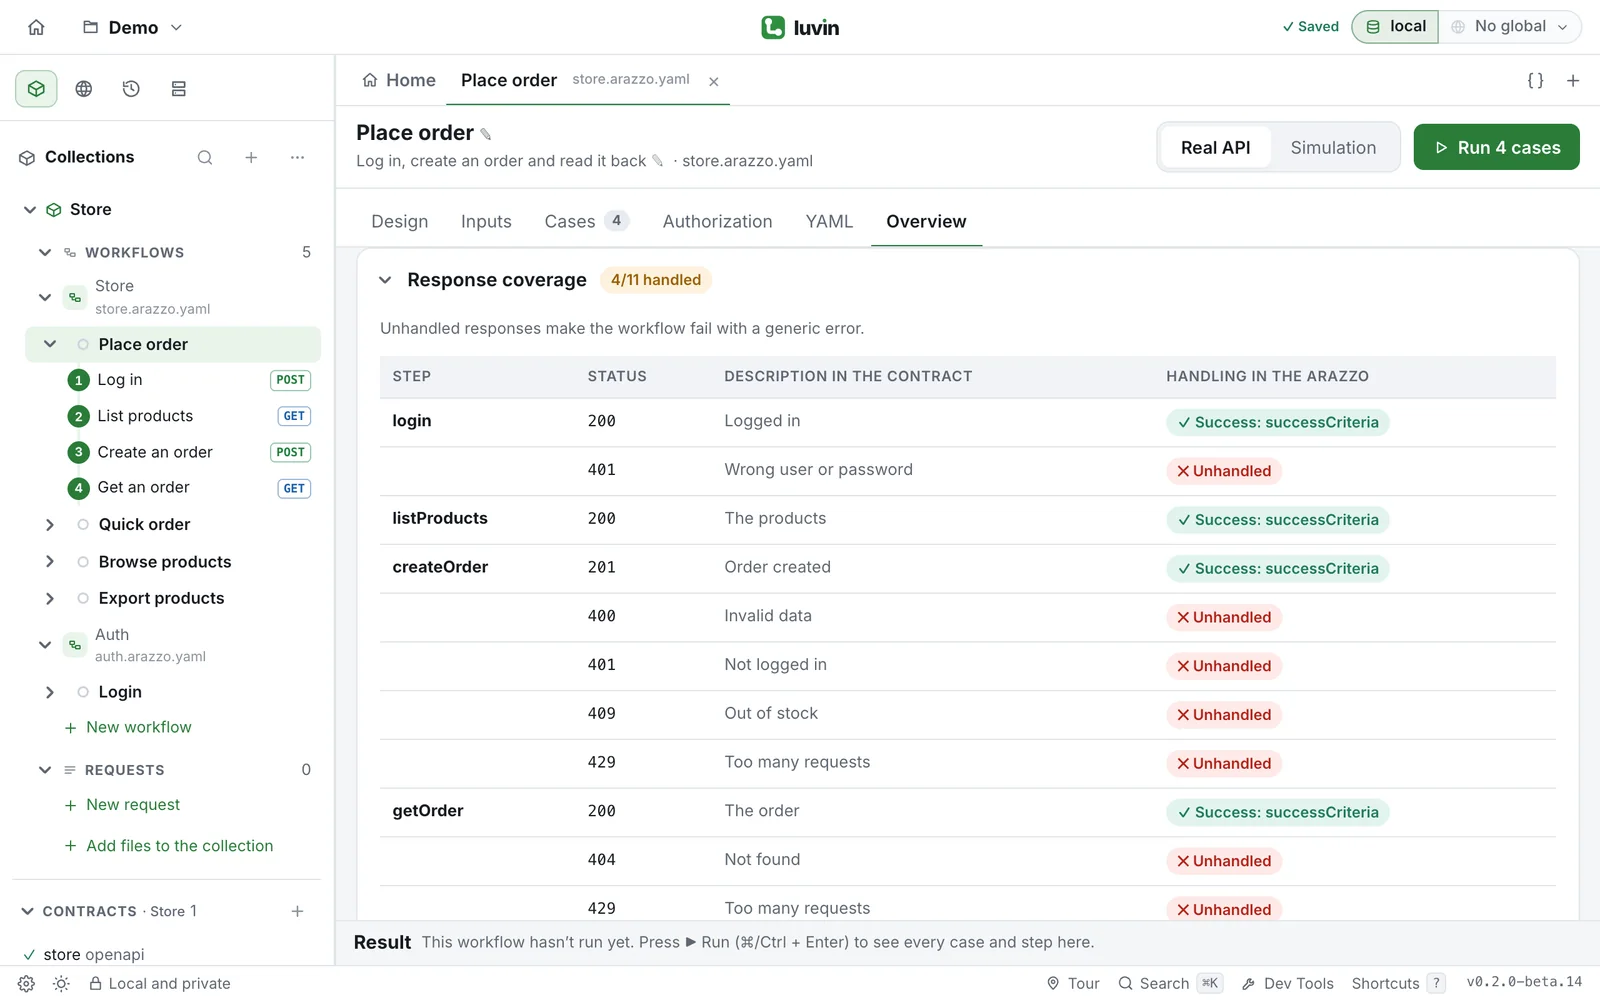 Demo
luvin
Saved
local
No global
Home
Place order store.arazzo.yaml
Place order
Log in, create an order and read it back · store.arazzo.yaml
Real API
Simulation
Run 4 cases
Collections
Design
Inputs
Cases 4
Authorization
YAML
Overview
Store
WORKFLOWS 5
Store
store.arazzo.yaml
Place order
1 Log in POST
2 List products GET
3 Create an order POST
4 Get an order GET
Quick order
Browse products
Export products
Auth
auth.arazzo.yaml
Login
+ New workflow
REQUESTS 0
+ New request
+ Add files to the collection
CONTRACTS · Store 1
store openapi
Response coverage 4/11 handled
Unhandled responses make the workflow fail with a generic error.
STEP STATUS DESCRIPTION IN THE CONTRACT HANDLING IN THE ARAZZO
login 200 Logged in ✓ Success: successCriteria
401 Wrong user or password ✕ Unhandled
listProducts 200 The products ✓ Success: successCriteria
createOrder 201 Order created ✓ Success: successCriteria
400 Invalid data ✕ Unhandled
401 Not logged in ✕ Unhandled
409 Out of stock ✕ Unhandled
429 Too many requests ✕ Unhandled
getOrder 200 The order ✓ Success: successCriteria
404 Not found ✕ Unhandled
429 Too many requests ✕ Unhandled
Result This workflow hasn't run yet. Press ▶ Run (⌘/Ctrl + Enter) to see every case and step here.
Local and private
Tour
Search ⌘K
Dev Tools
Shortcuts ?
v0.2.0-beta.14